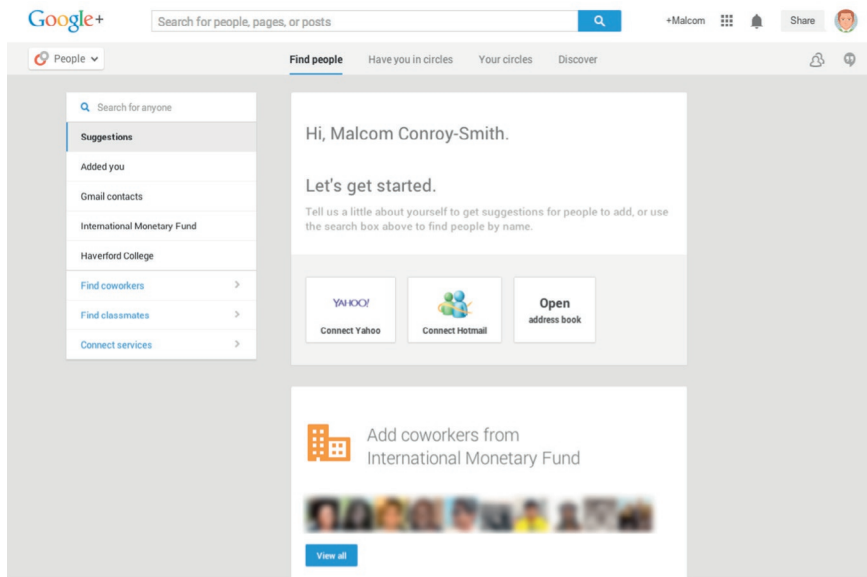 Google+
Search for people, pages, or posts
+Malcom
Share
People
Find people
Have you in circles
Your circles
Discover
Search for anyone
Suggestions
Added you
Gmail contacts
International Monetary Fund
Haverford College
Find coworkers
Find classmates
Connect services
Hi, Malcom Conroy-Smith.
Let's get started.
Tell us a little about yourself to get suggestions for people to add, or use
the search box above to find people by name.
YAHOO!
Connect Yahoo
Connect Hotmail
Open
address book
Add coworkers from
International Monetary Fund
View all